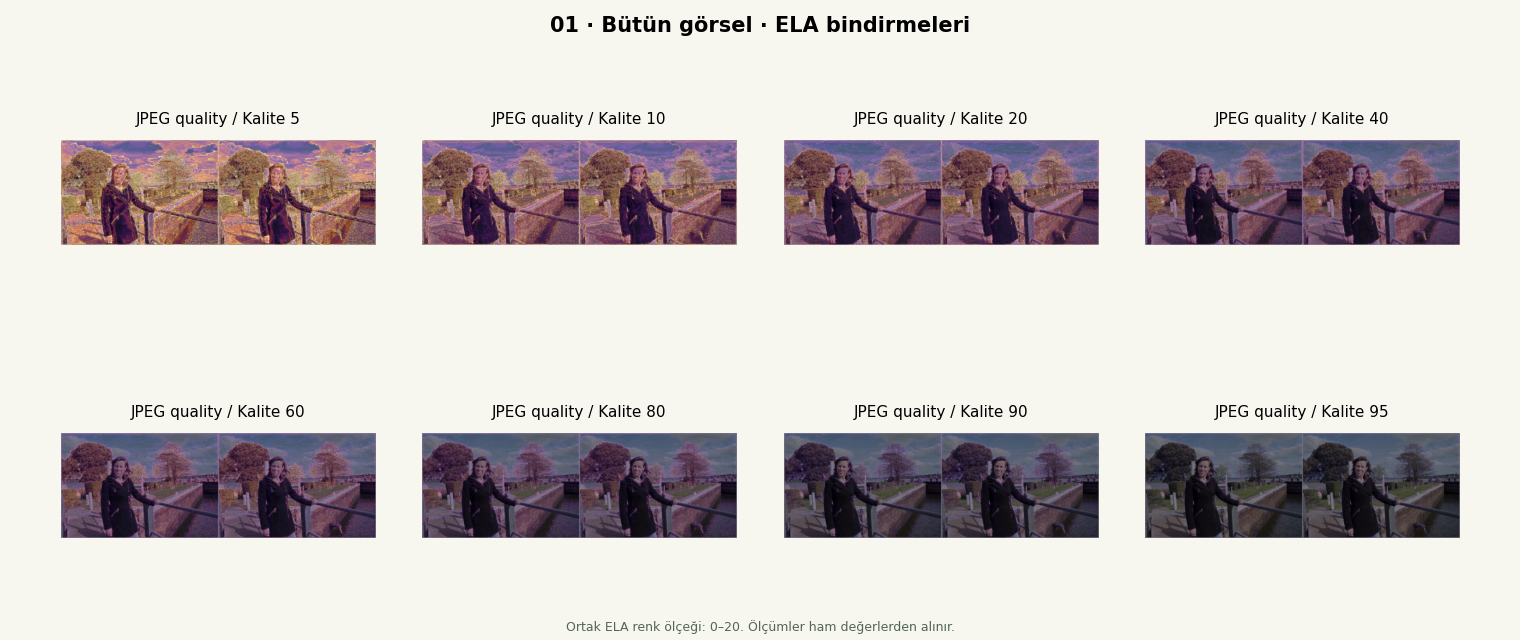 01 · Bütün görsel · ELA bindirmeleri
JPEG quality / Kalite 5
JPEG quality / Kalite 10
JPEG quality / Kalite 20
JPEG quality / Kalite 40
JPEG quality / Kalite 60
JPEG quality / Kalite 80
JPEG quality / Kalite 90
JPEG quality / Kalite 95
Ortak ELA renk ölçeği: 0–20. Ölçümler ham değerlerden alınır.